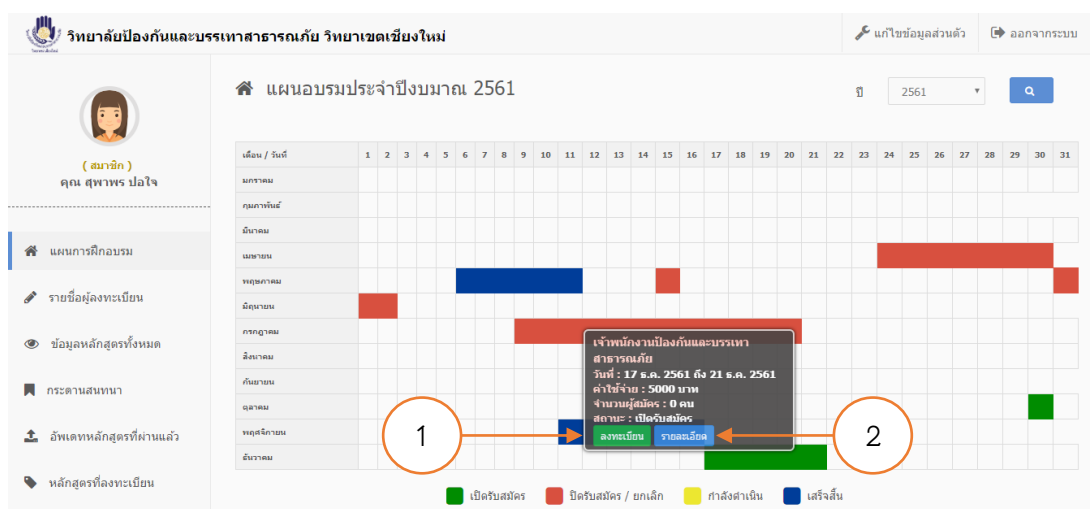 วิทยาลัยป้องกันและบรรเทาสาธารณภัย วิทยาเขตเชียงใหม่
แก้ไขข้อมูลส่วนตัว
ออกจากระบบ
( สมาชิก )
คุณ สุพาพร ปอใจ
แผนการฝึกอบรม
รายชื่อผู้ลงทะเบียน
ข้อมูลหลักสูตรทั้งหมด
กระดานสนทนา
อัพเดทหลักสูตรที่ผ่านแล้ว
หลักสูตรที่ลงทะเบียน
แผนอบรมประจำปีงบมาณ 2561
ปี 2561
เดือน / วันที่ 1 2 3 4 5 6 7 8 9 10 11 12 13 14 15 16 17 18 19 20 21 22 23 24 25 26 27 28 29 30 31
มกราคม
กุมภาพันธ์
มีนาคม
เมษายน
พฤษภาคม
มิถุนายน
กรกฎาคม
สิงหาคม
กันยายน
ตุลาคม
พฤศจิกายน
ธันวาคม
เจ้าพนักงานป้องกันและบรรเทา
สาธารณภัย
วันที่ : 17 ธ.ค. 2561 ถึง 21 ธ.ค. 2561
ค่าใช้จ่าย : 5000 บาท
จำนวนผู้สมัคร : 0 คน
สถานะ : เปิดรับสมัคร
ลงทะเบียน รายละเอียด
1
2
เปิดรับสมัคร ปิดรับสมัคร / ยกเลิก กำลังดำเนิน เสร็จสิ้น